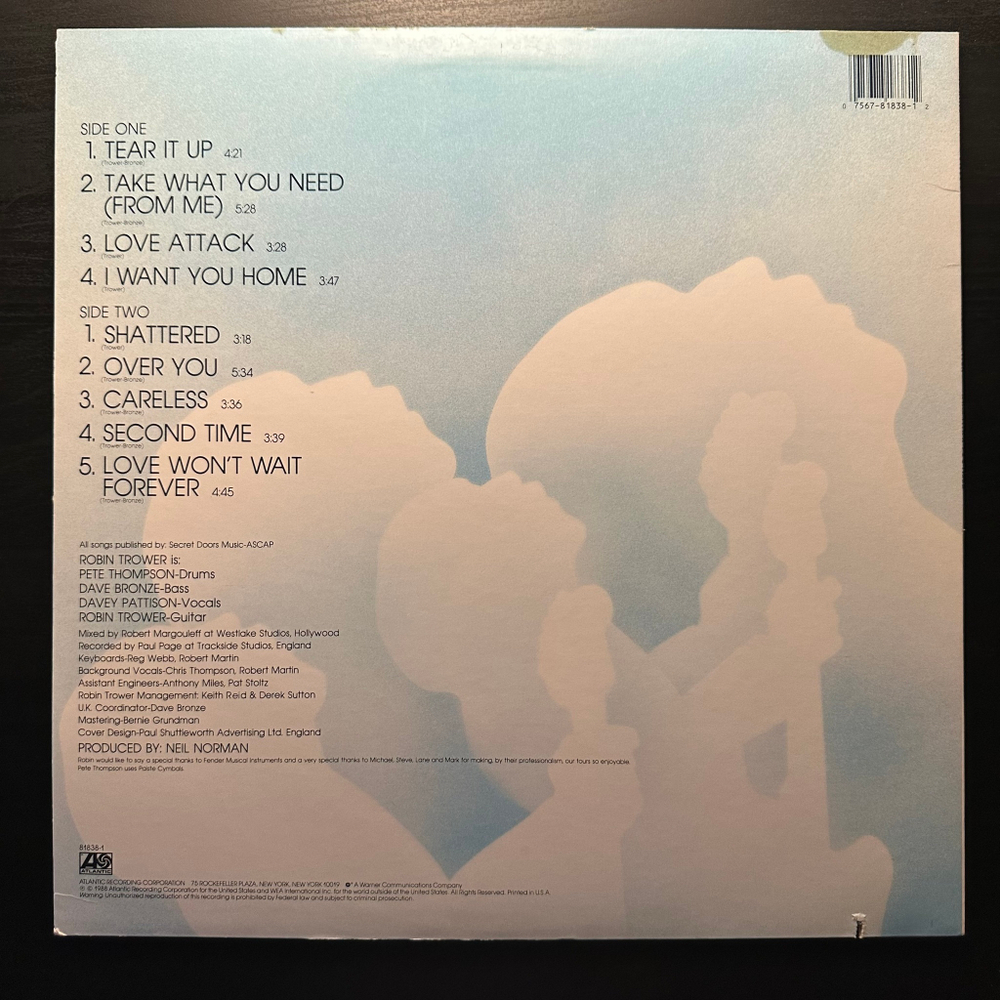 0 7567-81838-1 2
SIDE ONE
1. TEAR IT UP 4:21
(Trower-Bronze)
2. TAKE WHAT YOU NEED
(FROM ME) 5:28
(Trower-Bronze)
3. LOVE ATTACK 3:28
(Trower)
4. I WANT YOU HOME 3:47
(Trower)
SIDE TWO
1. SHATTERED 3:18
(Trower)
2. OVER YOU 5:34
(Trower-Bronze)
3. CARELESS 3:36
(Trower-Bronze)
4. SECOND TIME 3:39
(Trower-Bronze)
5. LOVE WON'T WAIT
FOREVER 4:45
(Trower-Bronze)
All songs published by: Secret Doors Music-ASCAP
ROBIN TROWER is:
PETE THOMPSON-Drums
DAVE BRONZE-Bass
DAVEY PATTISON-Vocals
ROBIN TROWER-Guitar
Mixed by Robert Margouleff at Westlake Studios, Hollywood
Recorded by Paul Page at Trackside Studios, England
Keyboards-Reg Webb, Robert Martin
Background Vocals-Chris Thompson, Robert Martin
Assistant Engineers-Anthony Miles, Pat Stoltz
Robin Trower Management: Keith Reid & Derek Sutton
U.K. Coordinator-Dave Bronze
Mastering-Bernie Grundman
Cover Design-Paul Shuttleworth Advertising Ltd. England
PRODUCED BY: NEIL NORMAN
Robin would like to say a special thanks to Fender Musical Instruments and a very special thanks to Michael, Steve, Lane and Mark for making, by their professionalism, our tours so enjoyable.
Pete Thompson uses Paiste Cymbals.
81838-1
ATLANTIC
ATLANTIC RECORDING CORPORATION 75 ROCKEFELLER PLAZA, NEW YORK, NEW YORK 10019 A Warner Communications Company
℗ © 1988 Atlantic Recording Corporation for the United States and WEA International Inc. for the world outside of the United States. All Rights Reserved. Printed in U.S.A.
Warning: Unauthorized reproduction of this recording is prohibited by Federal law and subject to criminal prosecution.